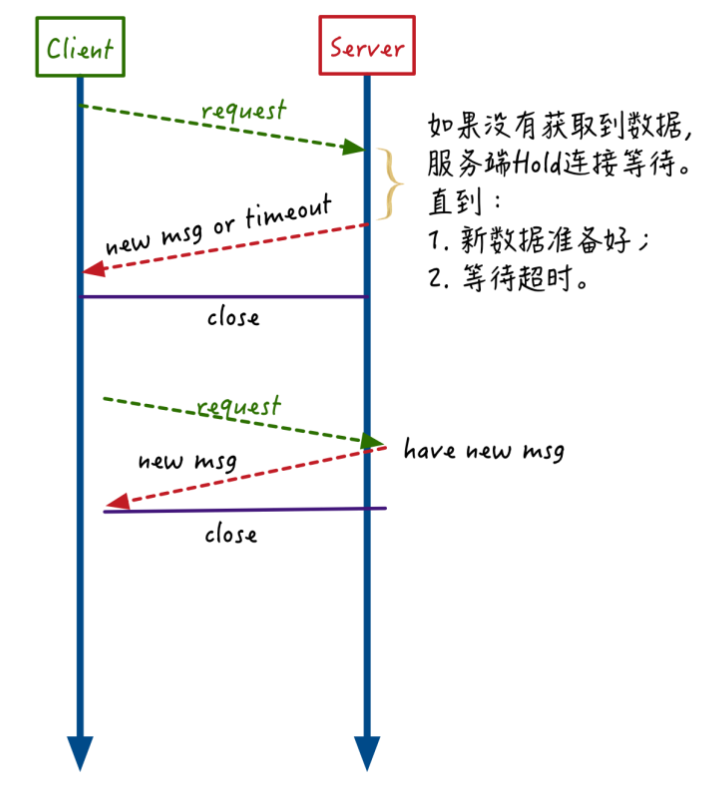 Client
Server
request
如果没有获取到数据,
服务端Hold连接等待。
直到：
1. 新数据准备好；
2. 等待超时。
new msg or timeout
close
request
have new msg
new msg
close